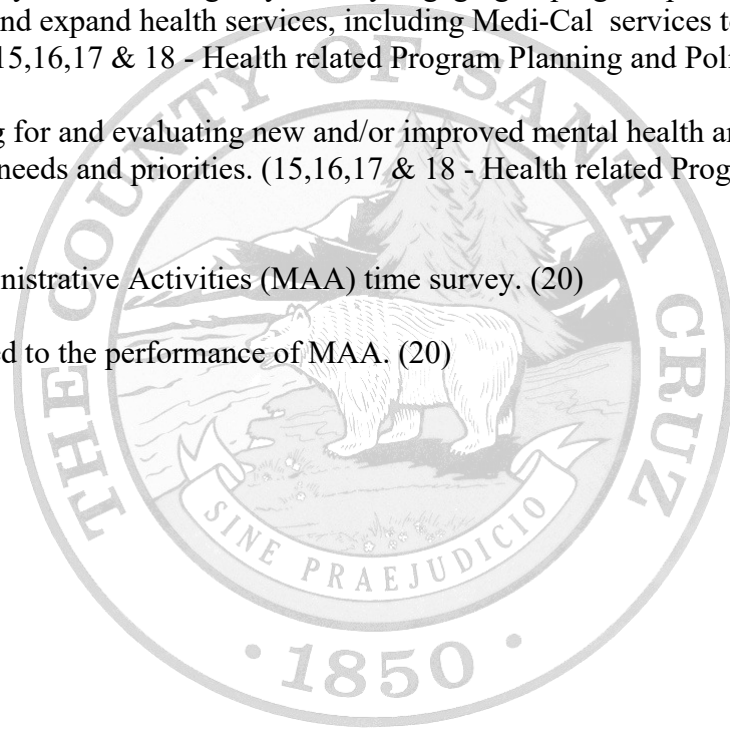 nd expand health services, including Medi-Cal services t
15,16,17 & 18 - Health related Program Planning and Poli
g for and evaluating new and/or improved mental health a
needs and priorities. (15,16,17 & 18 - Health related Prog
nistrative Activities (MAA) time survey. (20)
ed to the performance of MAA. (20)
THE COUNTY OF SANTA CRUZ
SINE PRAEJUDICIO
• 1850 •